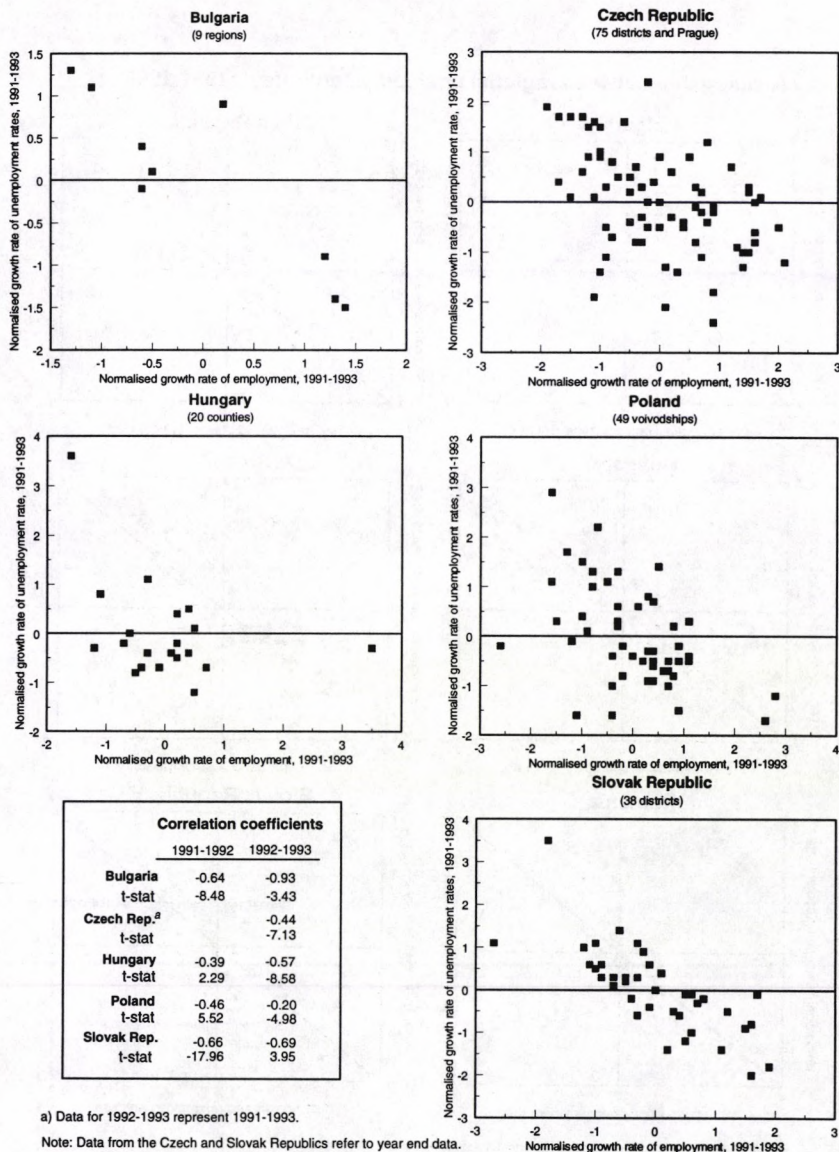 Bulgaria
(9 regions)
Normalised growth rate of unemployment rates, 1991-1993
1.5
1
0.5
0
-0.5
-1
-1.5
-2
-1.5
-1
-0.5
0
0.5
1
1.5
2
Normalised growth rate of employment, 1991-1993
Czech Republic
(75 districts and Prague)
Normalised growth rate of unemployment rate, 1991-1993
3
2
1
0
-1
-2
-3
-3
-2
-1
0
1
2
3
Normalised growth rate of employment, 1991-1993
Hungary
(20 counties)
Normalised growth rate of unemployment rate, 1991-1993
4
3
2
1
0
-1
-2
-2
-1
0
1
2
3
4
Normalised growth rate of employment, 1991-1993
Poland
(49 voivodships)
Normalised growth rate of unemployment rates, 1991-1993
4
3
2
1
0
-1
-2
-3
-2
-1
0
1
2
3
4
Normalised growth rate of employment, 1991-1993
Correlation coefficients
1991-1992 1992-1993
Bulgaria -0.64 -0.93
t-stat -8.48 -3.43
Czech Rep.a -0.44
t-stat -7.13
Hungary -0.39 -0.57
t-stat 2.29 -8.58
Poland -0.46 -0.20
t-stat 5.52 -4.98
Slovak Rep. -0.66 -0.69
t-stat -17.96 3.95
Slovak Republic
(38 districts)
Normalised growth rate of unemployment rates, 1991-1993
4
3
2
1
0
-1
-2
-3
-3
-2
-1
0
1
2
3
Normalised growth rate of employment, 1991-1993
a) Data for 1992-1993 represent 1991-1993.
Note: Data from the Czech and Slovak Republics refer to year end data.